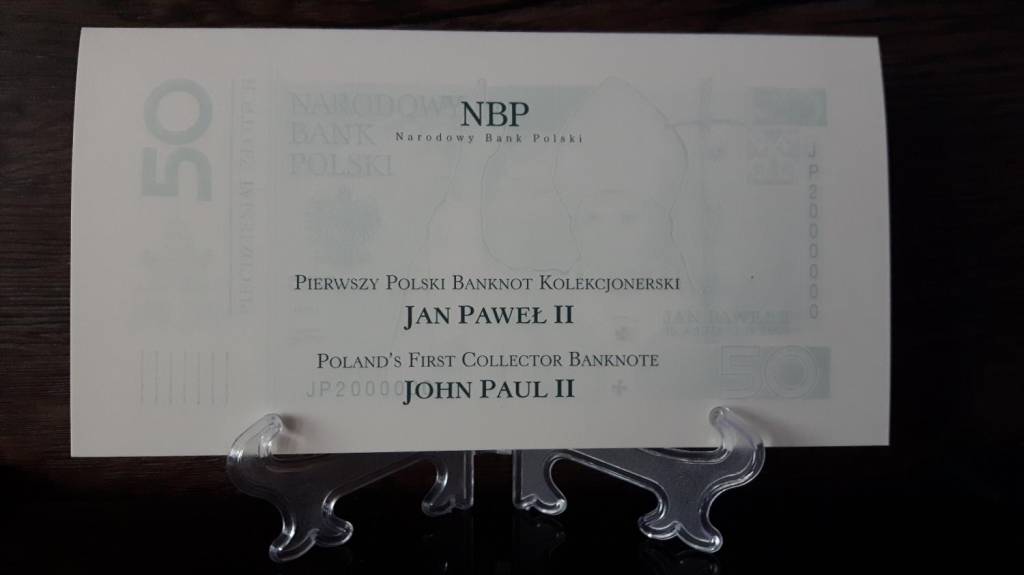 NBP
Narodowy Bank Polski
50
NARODOWY
BANK
POLSKI
PIERWSZY POLSKI BANKNOT KOLEKCJONERSKI
JAN PAWEŁ II
POLAND'S FIRST COLLECTOR BANKNOTE
JOHN PAUL II
JP2000000
50